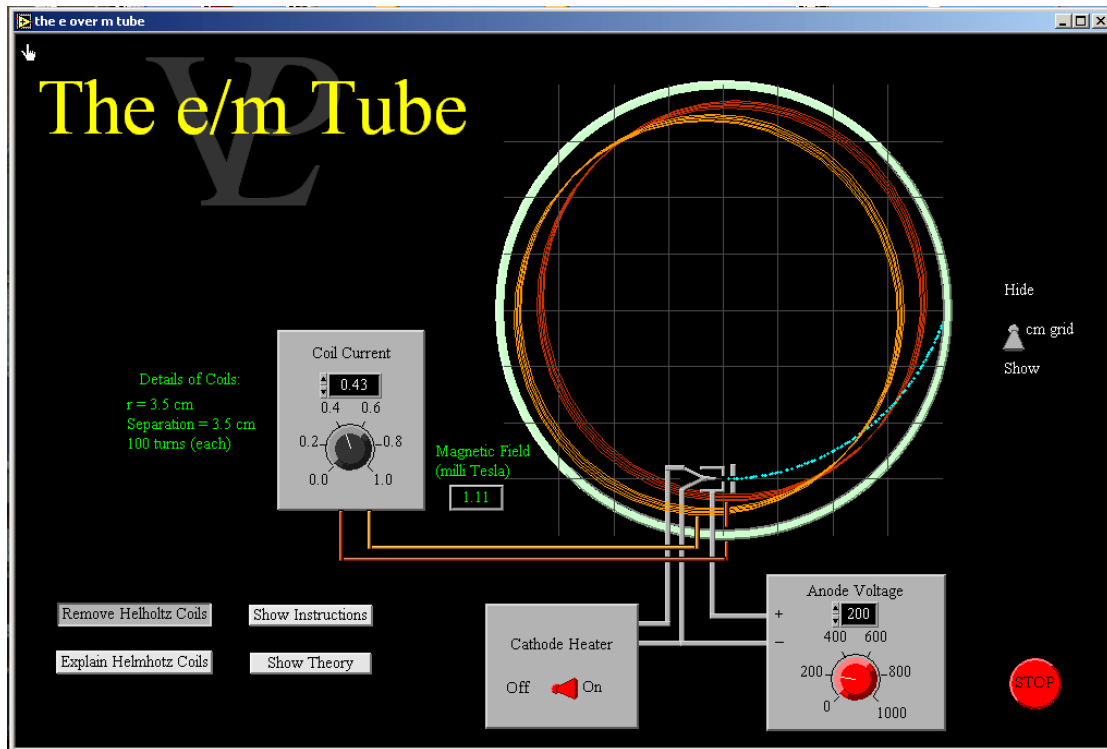 the e over m tube
VPL
The e/m Tube
Hide
cm grid
Show
Coil Current
0.43
0.4 0.6
0.2 0.8
0.0 1.0
Details of Coils:
r = 3.5 cm
Separation = 3.5 cm
100 turns (each)
Magnetic Field
(milli Tesla)
1.11
Remove Helholtz Coils
Show Instructions
Explain Helmhotz Coils
Show Theory
Cathode Heater
Off On
Anode Voltage
+ 200
− 400 600
200 800
0 1000
STOP